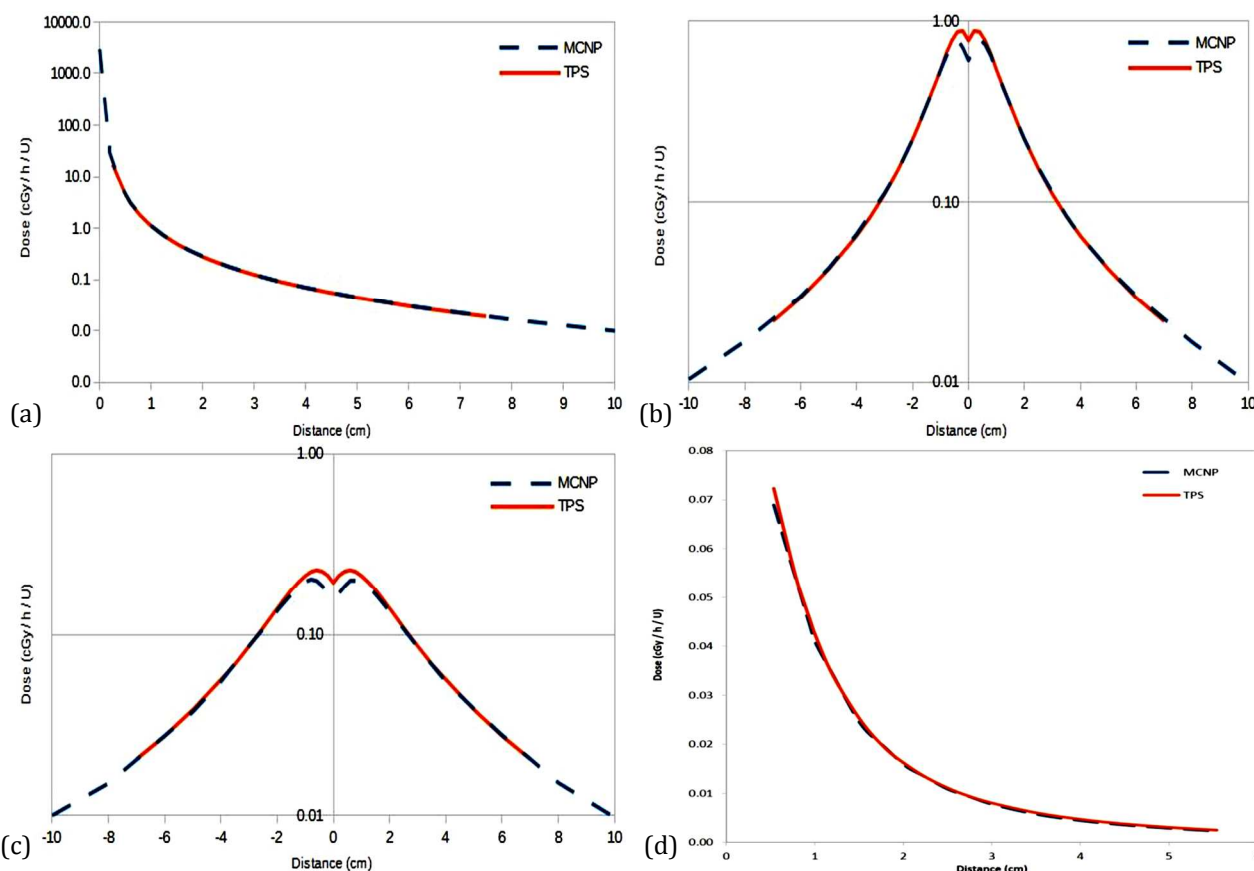 10000.0
1000.0
100.0
10.0
1.0
0.1
0.0
0.0
Dose (cGy / h / U)
MCNP
TPS
0 1 2 3 4 5 6 7 8 9 10
Distance (cm)
(a)
1.00
0.10
0.01
Dose (cGy / h / U)
MCNP
TPS
-10 -8 -6 -4 -2 0 2 4 6 8 10
Distance (cm)
(b)
1.00
0.10
0.01
Dose (cGy / h / U)
MCNP
TPS
-10 -8 -6 -4 -2 0 2 4 6 8 10
Distance (cm)
(c)
0.08
0.07
0.06
0.05
0.04
0.03
0.02
0.01
0.00
Dose (cGy / h / U)
MCNP
TPS
0 1 2 3 4 5
Distance (cm)
(d)